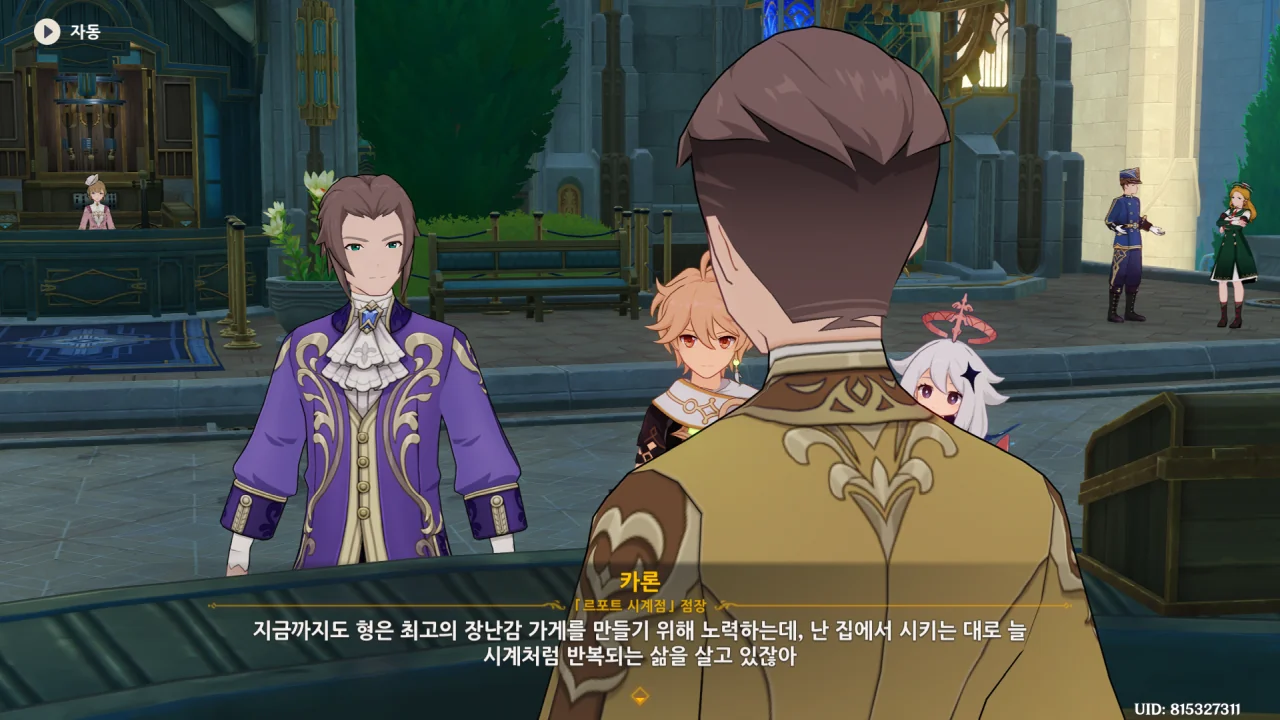 자동
카론
「르포트 시계점」 점장
지금까지도 형은 최고의 장난감 가게를 만들기 위해 노력하는데, 난 집에서 시키는 대로 늘
시계처럼 반복되는 삶을 살고 있잖아
UID: 815327311